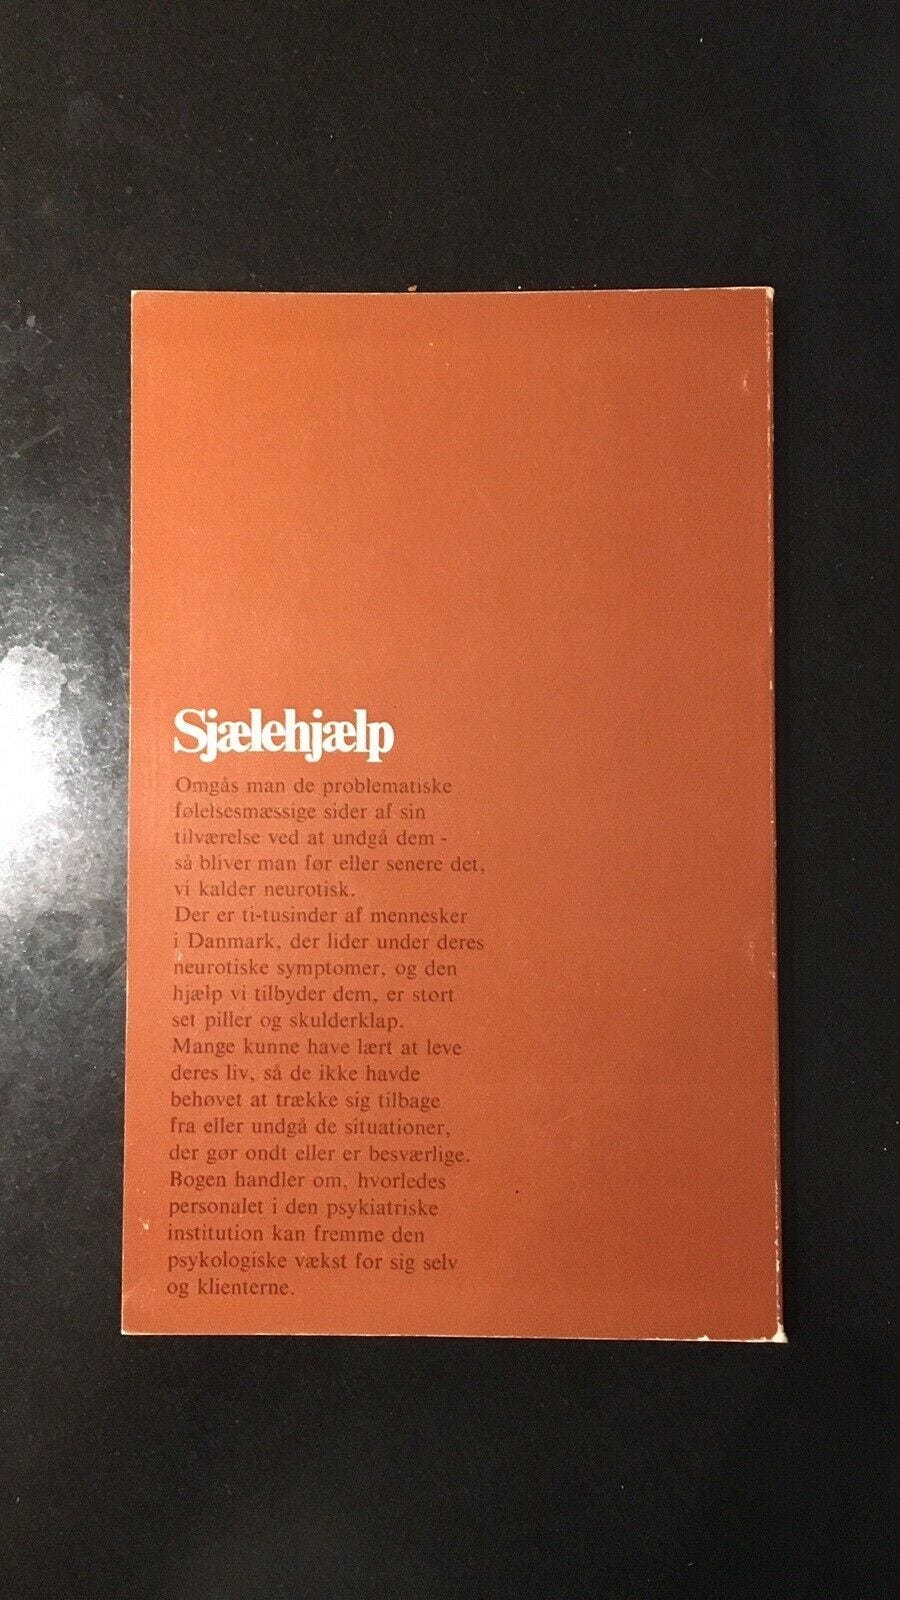 Sjælehjælp
Omgås man de problematiske
følelsesmæssige sider af sin
tilværelse ved at undgå dem -
så bliver man før eller senere det,
vi kalder neurotisk.
Der er ti-tusinder af mennesker
i Danmark, der lider under deres
neurotiske symptomer, og den
hjælp vi tilbyder dem, er stort
set piller og skulderklap.
Mange kunne have lært at leve
deres liv, så de ikke havde
behøvet at trække sig tilbage
fra eller undgå de situationer,
der gør ondt eller er besværlige.
Bogen handler om, hvorledes
personalet i den psykiatriske
institution kan fremme den
psykologiske vækst for sig selv
og klienterne.